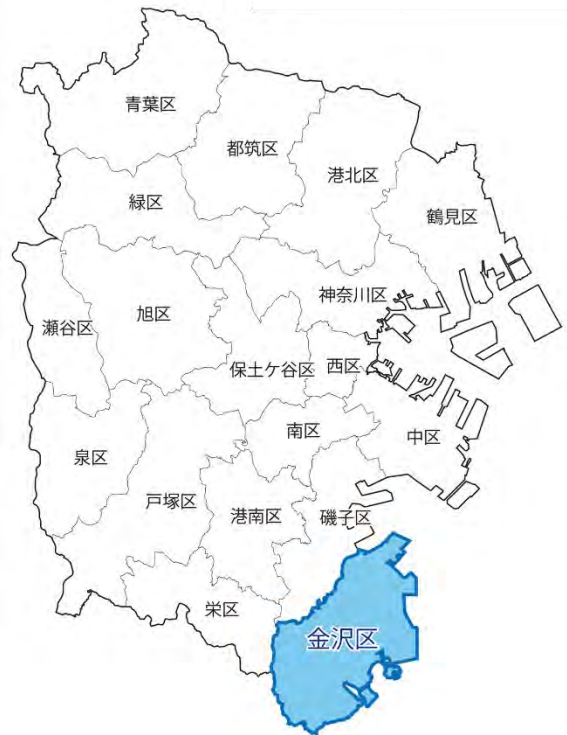 青葉区
都筑区
港北区
鶴見区
緑区
神奈川区
瀬谷区
旭区
保土ケ谷区
西区
泉区
南区
中区
戸塚区
港南区
磯子区
栄区
金沢区